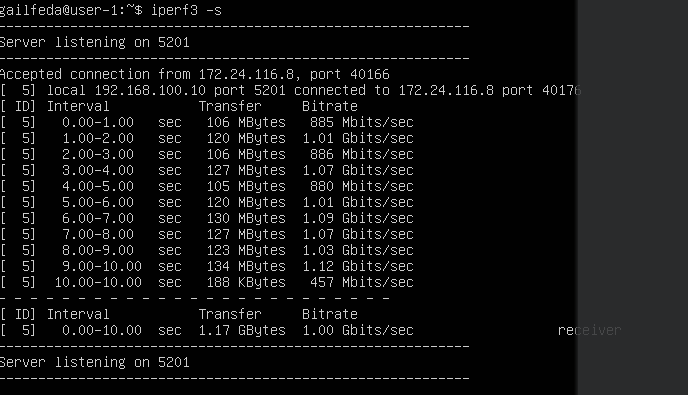 gailfeda@user-1:~$ iperf3 -s
-----------------------------------------------------------
Server listening on 5201
-----------------------------------------------------------
Accepted connection from 172.24.116.8, port 40166
[  5] local 192.168.100.10 port 5201 connected to 172.24.116.8 port 40176
[ ID] Interval           Transfer     Bitrate
[  5]   0.00-1.00   sec   106 MBytes   885 Mbits/sec
[  5]   1.00-2.00   sec   120 MBytes  1.01 Gbits/sec
[  5]   2.00-3.00   sec   106 MBytes   886 Mbits/sec
[  5]   3.00-4.00   sec   127 MBytes  1.07 Gbits/sec
[  5]   4.00-5.00   sec   105 MBytes   880 Mbits/sec
[  5]   5.00-6.00   sec   120 MBytes  1.01 Gbits/sec
[  5]   6.00-7.00   sec   130 MBytes  1.09 Gbits/sec
[  5]   7.00-8.00   sec   127 MBytes  1.07 Gbits/sec
[  5]   8.00-9.00   sec   123 MBytes  1.03 Gbits/sec
[  5]   9.00-10.00  sec   134 MBytes  1.12 Gbits/sec
[  5]  10.00-10.00  sec   188 KBytes   457 Mbits/sec
- - - - - - - - - - - - - - - - - - - - - - - - -
[ ID] Interval           Transfer     Bitrate
[  5]   0.00-10.00  sec  1.17 GBytes  1.00 Gbits/sec                  receiver
-----------------------------------------------------------
Server listening on 5201
-----------------------------------------------------------